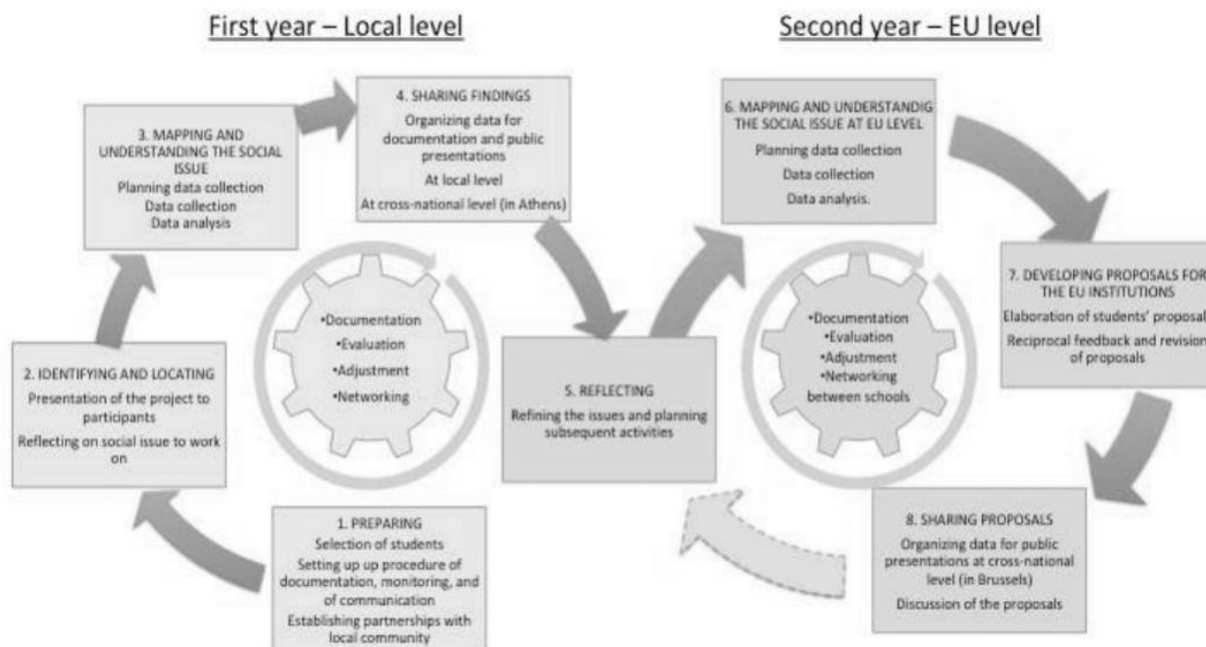 First year – Local level
Second year – EU level
1. PREPARING
Selection of students
Setting up up procedure of
documentation, monitoring, and
of communication
Establishing partnerships with
local community
2. IDENTIFYING AND LOCATING
Presentation of the project to
participants
Reflecting on social issue to work
on
3. MAPPING AND
UNDERSTANDING THE SOCIAL
ISSUE
Planning data collection
Data collection
Data analysis
4. SHARING FINDINGS
Organizing data for
documentation and public
presentations
At local level
At cross-national level (in Athens)
•Documentation
•Evaluation
•Adjustment
•Networking
5. REFLECTING
Refining the issues and planning
subsequent activities
6. MAPPING AND UNDERSTANDIG
THE SOCIAL ISSUE AT EU LEVEL
Planning data collection
Data collection
Data analysis.
•Documentation
•Evaluation
•Adjustment
•Networking
between schools
7. DEVELOPING PROPOSALS FOR
THE EU INSTITUTIONS
Elaboration of students' proposal
Reciprocal feedback and revision
of proposals
8. SHARING PROPOSALS
Organizing data for public
presentations at cross-national
level (in Brussels)
Discussion of the proposals